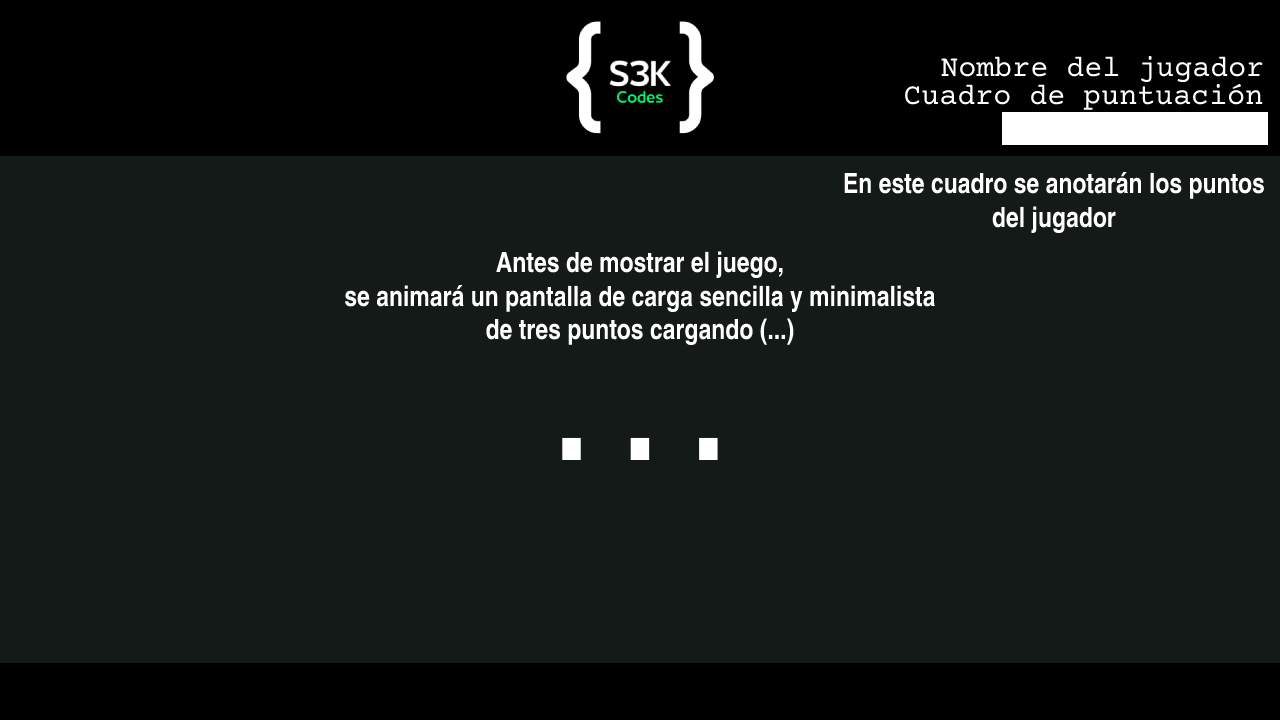 S3K
Codes
Nombre del jugador
Cuadro de puntuación
En este cuadro se anotarán los puntos
del jugador
Antes de mostrar el juego,
se animará un pantalla de carga sencilla y minimalista
de tres puntos cargando (...)